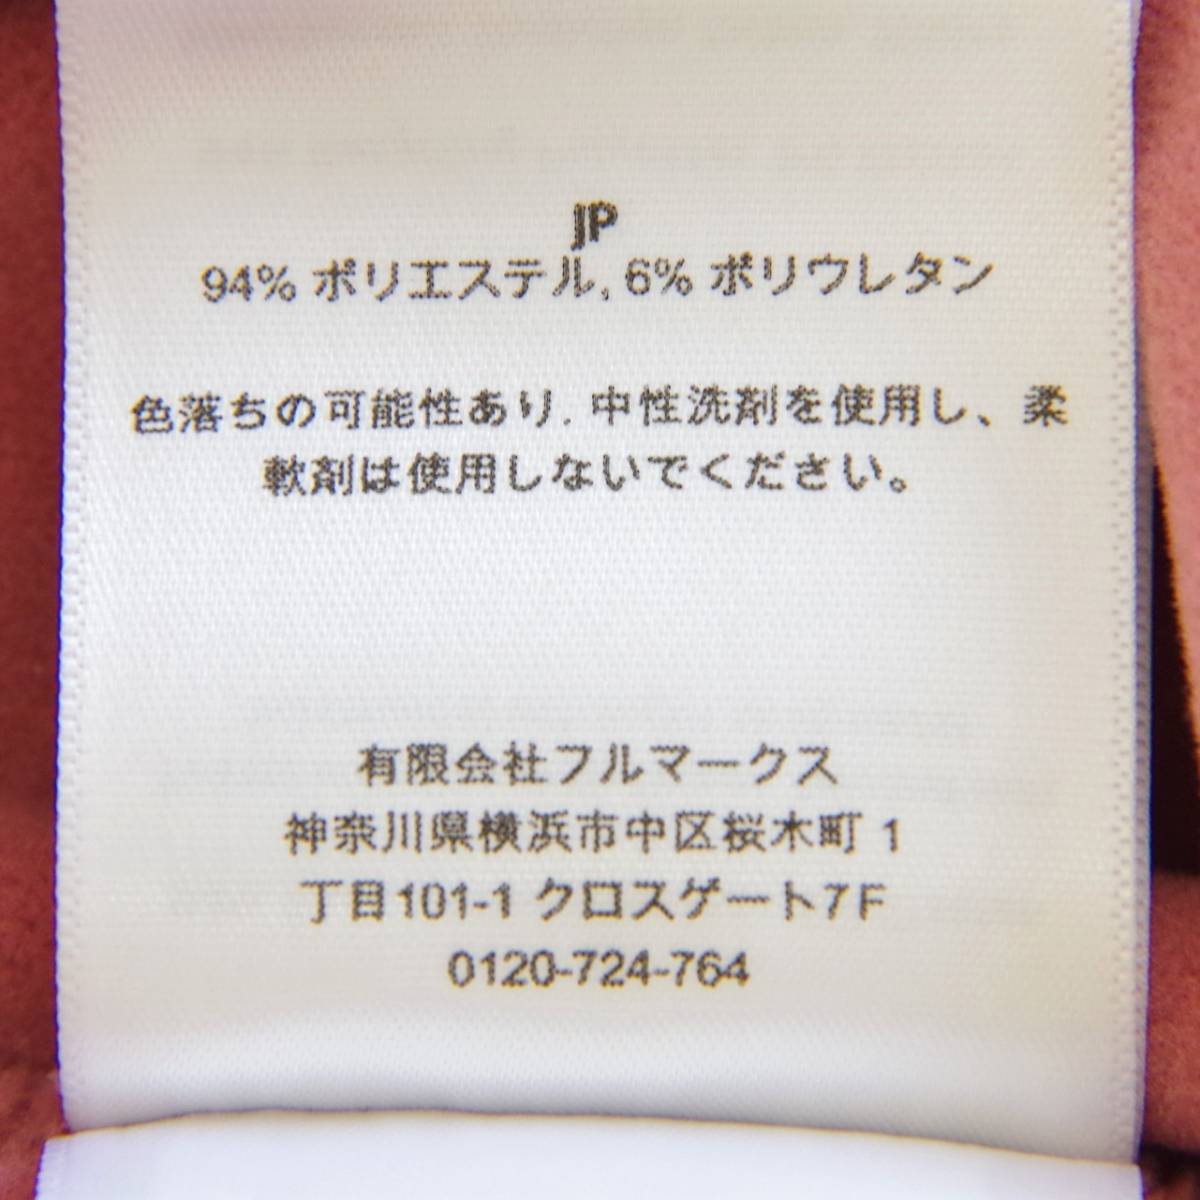 JP
94% ポリエステル, 6% ポリウレタン
色落ちの可能性あり. 中性洗剤を使用し、柔
軟剤は使用しないでください。
有限会社フルマークス
神奈川県横浜市中区桜木町 1
丁目101-1 クロスゲート7F
0120-724-764